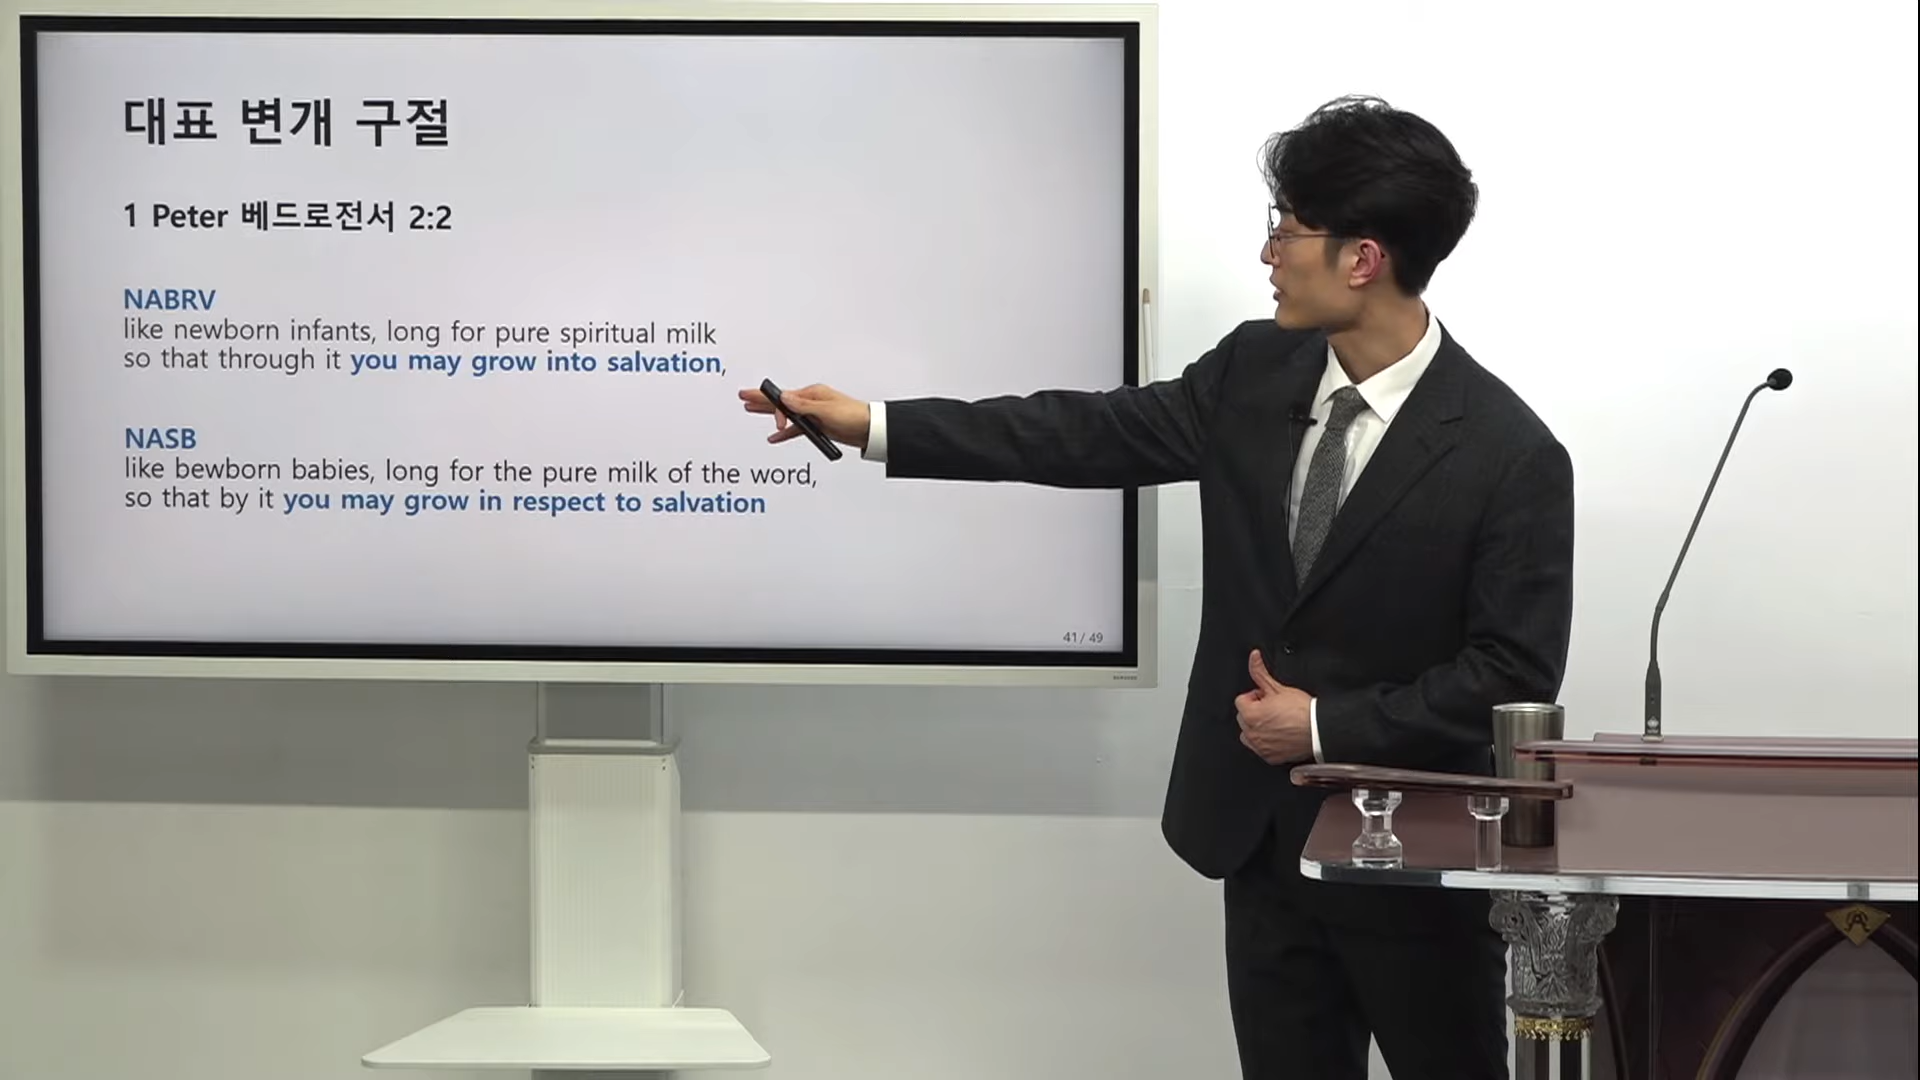 대표 변개 구절
1 Peter 베드로전서 2:2
NABRV
like newborn infants, long for pure spiritual milk
so that through it you may grow into salvation,
NASB
like bewborn babies, long for the pure milk of the word,
so that by it you may grow in respect to salvation
41 / 49
SAMSUNG